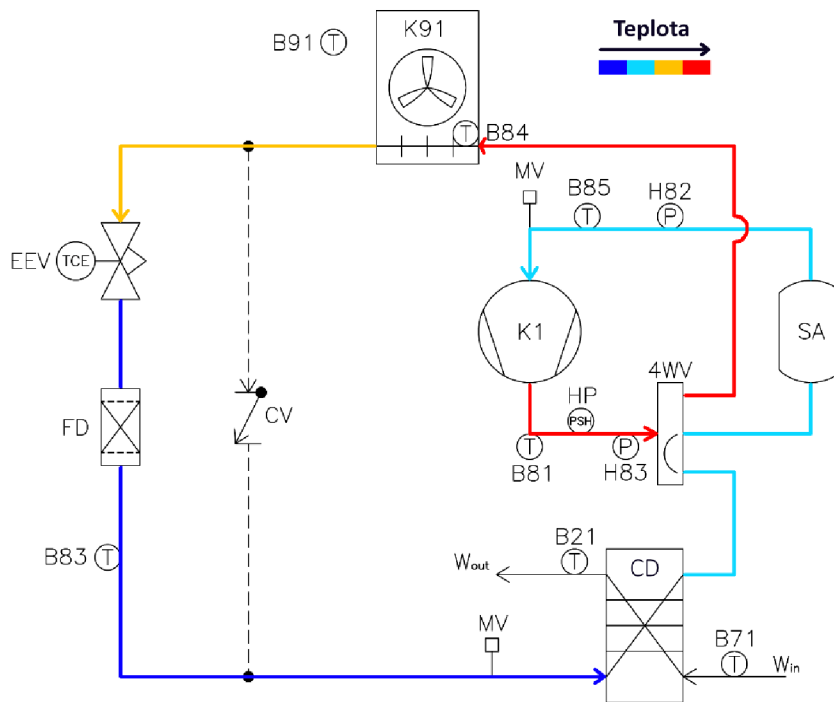 Teplota
K91
B91 T
T B84
MV
B85
H82
T
P
EEV TCE
K1
SA
4WV
HP
PSH
FD
CV
T
P
B81
H83
B83 T
B21
Wout
T
CD
MV
B71
T
Win